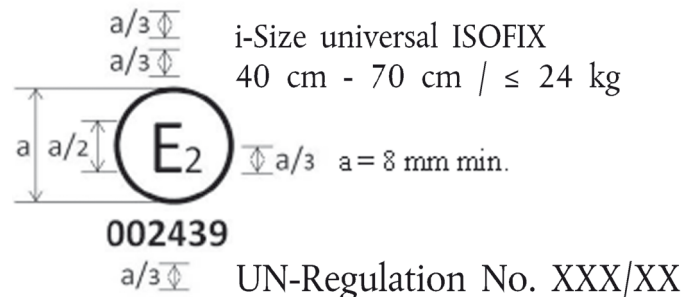 a/3 i-Size universal ISOFIX
a/3 40 cm - 70 cm / ≤ 24 kg
a a/2 E2 a/3 a = 8 mm min.
002439
a/3 UN-Regulation No. XXX/XX